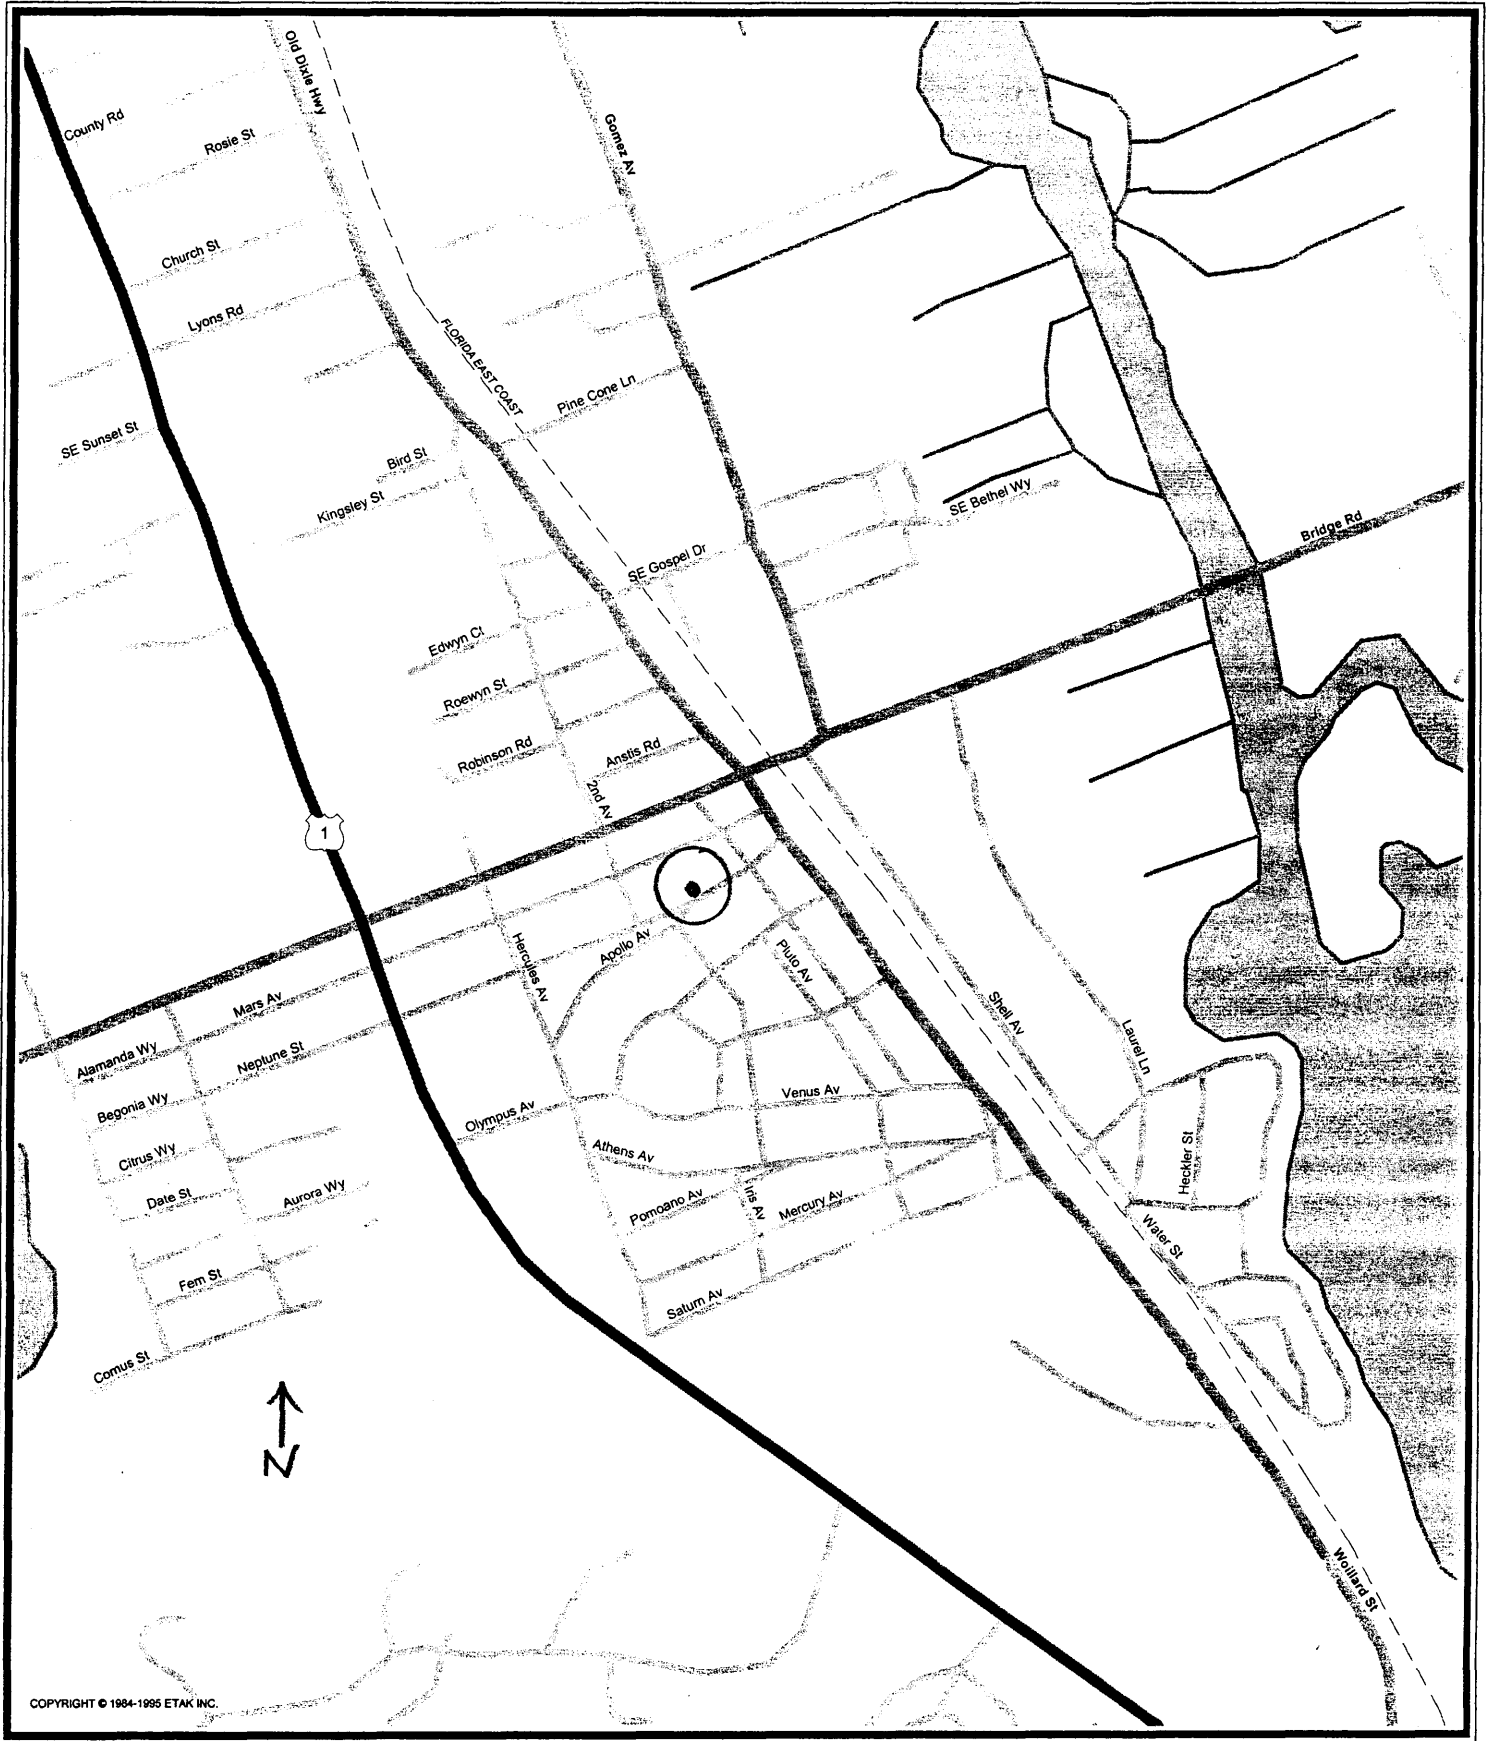 Old Dixie Hwy
County Rd
Rosie St
Gomez Av
Church St
Lyons Rd
FLORIDA EAST COAST
Pine Cone Ln
SE Sunset St
Bird St
Kingsley St
SE Bethel Wy
Bridge Rd
SE Gospel Dr
Edwyn Ct
Roewyn St
Robinson Rd
Anstis Rd
2nd Av
1
Hercules Av
Apollo Av
Pluto Av
Mars Av
Shell Av
Laurel Ln
Alamanda Wy
Neptune St
Begonia Wy
Venus Av
Olympus Av
Citrus Wy
Athens Av
Heckler St
Date St
Aurora Wy
Pomoano Av
Iris Av
Mercury Av
Water St
Fern St
Saturn Av
Comus St
N
Woillard St
COPYRIGHT © 1984-1995 ETAK INC.